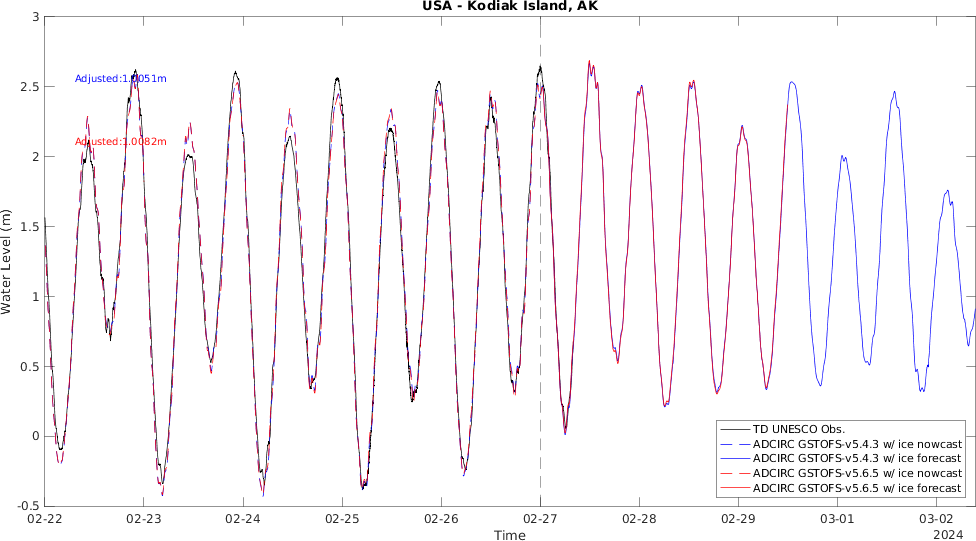 USA - Kodiak Island, AK
3
2.5
2
1.5
1
0.5
0
-0.5
Water Level (m)
Adjusted:1.0051m
Adjusted:1.0082m
TD UNESCO Obs.
ADCIRC GSTOFS-v5.4.3 w/ ice nowcast
ADCIRC GSTOFS-v5.4.3 w/ ice forecast
ADCIRC GSTOFS-v5.6.5 w/ ice nowcast
ADCIRC GSTOFS-v5.6.5 w/ ice forecast
02-22 02-23 02-24 02-25 02-26 02-27 02-28 02-29 03-01 03-02
Time
2024